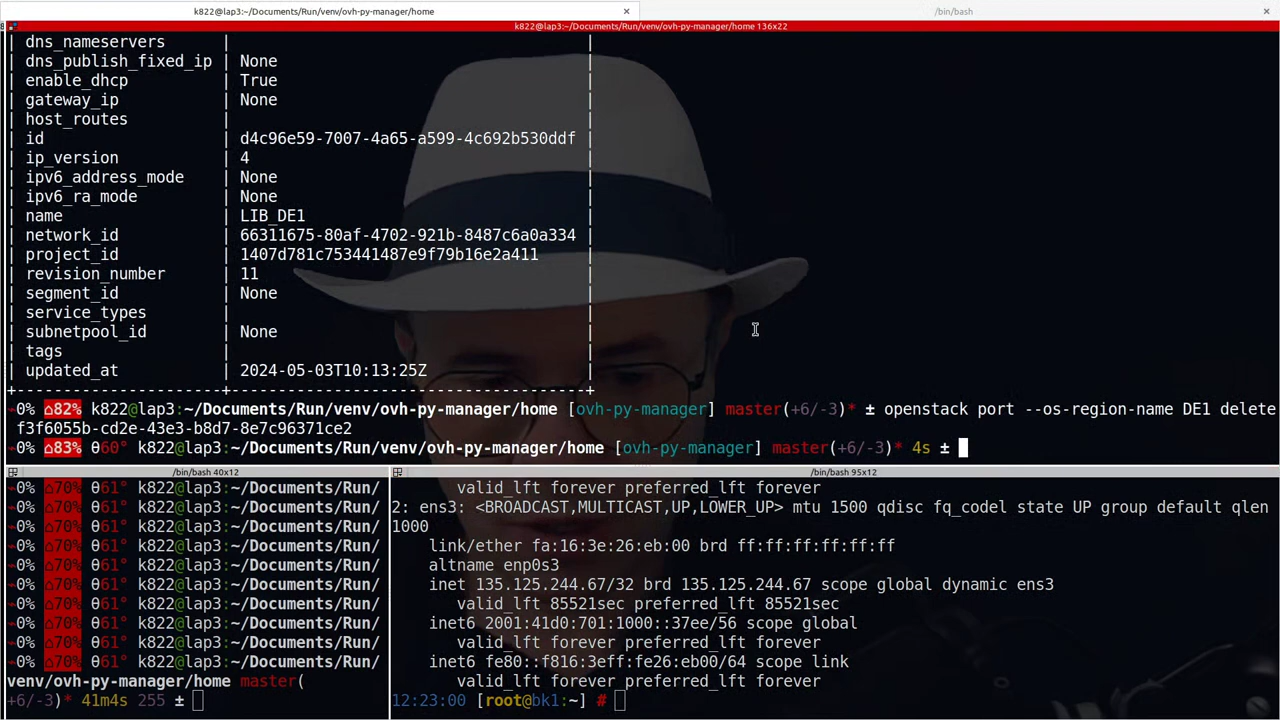 k822@lap3:~/Documents/Run/venv/ovh-py-manager/home
/bin/bash
k822@lap3:~/Documents/Run/venv/ovh-py-manager/home 136x22
| dns_nameservers | |
| dns_publish_fixed_ip | None |
| enable_dhcp | True |
| gateway_ip | None |
| host_routes | |
| id | d4c96e59-7007-4a65-a599-4c692b530ddf |
| ip_version | 4 |
| ipv6_address_mode | None |
| ipv6_ra_mode | None |
| name | LIB_DE1 |
| network_id | 66311675-80af-4702-921b-8487c6a0a334 |
| project_id | 1407d781c753441487e9f79b16e2a411 |
| revision_number | 11 |
| segment_id | None |
| service_types | |
| subnetpool_id | None |
| tags | |
| updated_at | 2024-05-03T10:13:25Z |
+----------------------+--------------------------------------+
~0% ⌂82% k822@lap3:~/Documents/Run/venv/ovh-py-manager/home [ovh-py-manager] master(+6/-3)* ± openstack port --os-region-name DE1 delete
f3f6055b-cd2e-43e3-b8d7-8e7c96371ce2
~0% ⌂83% θ60° k822@lap3:~/Documents/Run/venv/ovh-py-manager/home [ovh-py-manager] master(+6/-3)* 4s ±
/bin/bash 40x12
~0% ⌂70% θ61° k822@lap3:~/Documents/Run/
~0% ⌂70% θ61° k822@lap3:~/Documents/Run/
~0% ⌂70% θ61° k822@lap3:~/Documents/Run/
~0% ⌂70% θ61° k822@lap3:~/Documents/Run/
~0% ⌂70% θ61° k822@lap3:~/Documents/Run/
~0% ⌂70% θ61° k822@lap3:~/Documents/Run/
~0% ⌂70% θ61° k822@lap3:~/Documents/Run/
~0% ⌂70% θ61° k822@lap3:~/Documents/Run/
~0% ⌂70% θ61° k822@lap3:~/Documents/Run/
~0% ⌂70% θ61° k822@lap3:~/Documents/Run/
venv/ovh-py-manager/home master(
+6/-3)* 41m4s 255 ±
/bin/bash 95x12
valid_lft forever preferred_lft forever
2: ens3: <BROADCAST,MULTICAST,UP,LOWER_UP> mtu 1500 qdisc fq_codel state UP group default qlen
1000
link/ether fa:16:3e:26:eb:00 brd ff:ff:ff:ff:ff:ff
altname enp0s3
inet 135.125.244.67/32 brd 135.125.244.67 scope global dynamic ens3
valid_lft 85521sec preferred_lft 85521sec
inet6 2001:41d0:701:1000::37ee/56 scope global
valid_lft forever preferred_lft forever
inet6 fe80::f816:3eff:fe26:eb00/64 scope link
valid_lft forever preferred_lft forever
12:23:00 [root@bk1:~] #